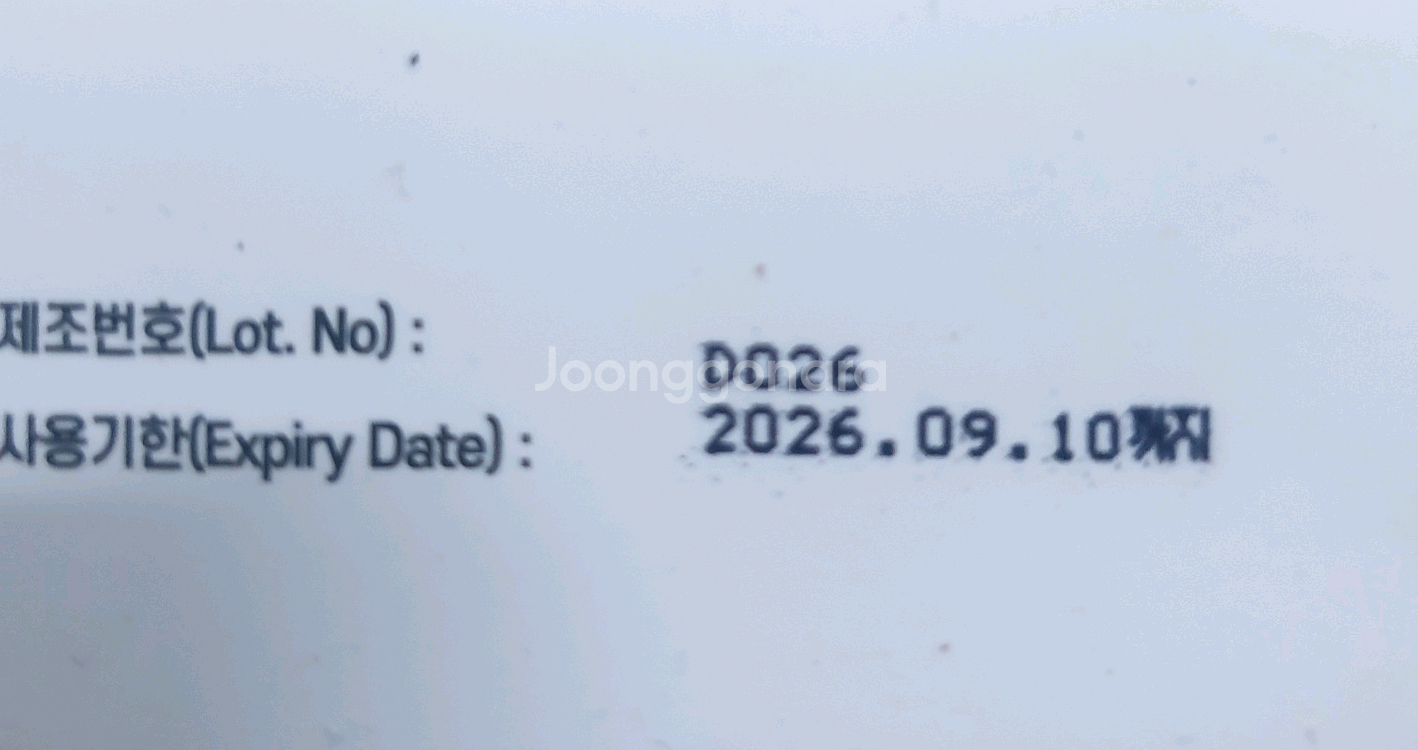 제조번호(Lot. No) :
D026
사용기한(Expiry Date) :
2026.09.10까지
Joonggonara